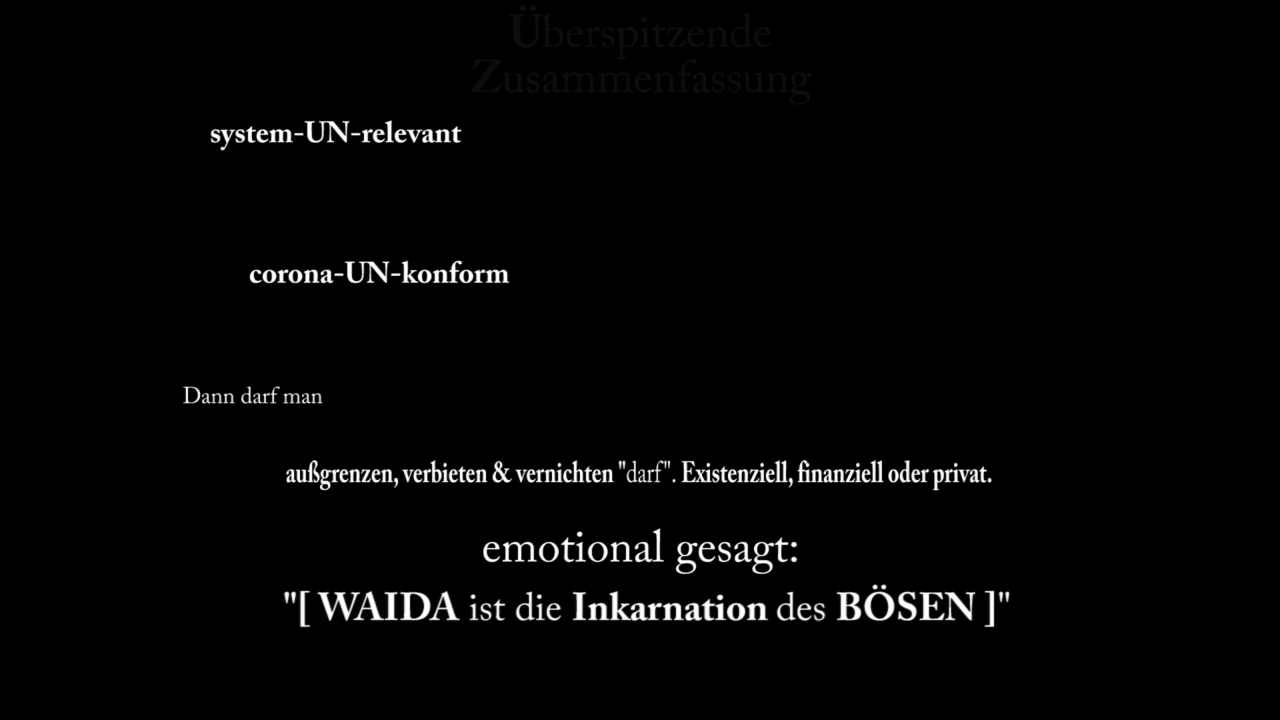 Überspitzende
Zusammenfassung
system-UN-relevant
corona-UN-konform
Dann darf man
außgrenzen, verbieten & vernichten "darf". Existenziell, finanziell oder privat.
emotional gesagt:
"[ WAIDA ist die Inkarnation des BÖSEN ]"